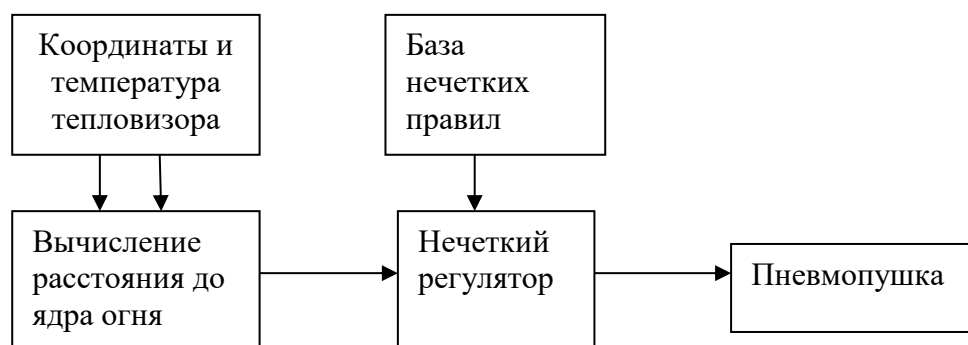 Координаты и
температура
тепловизора
База
нечетких
правил
Вычисление
расстояния до
ядра огня
Нечеткий
регулятор
Пневмопушка